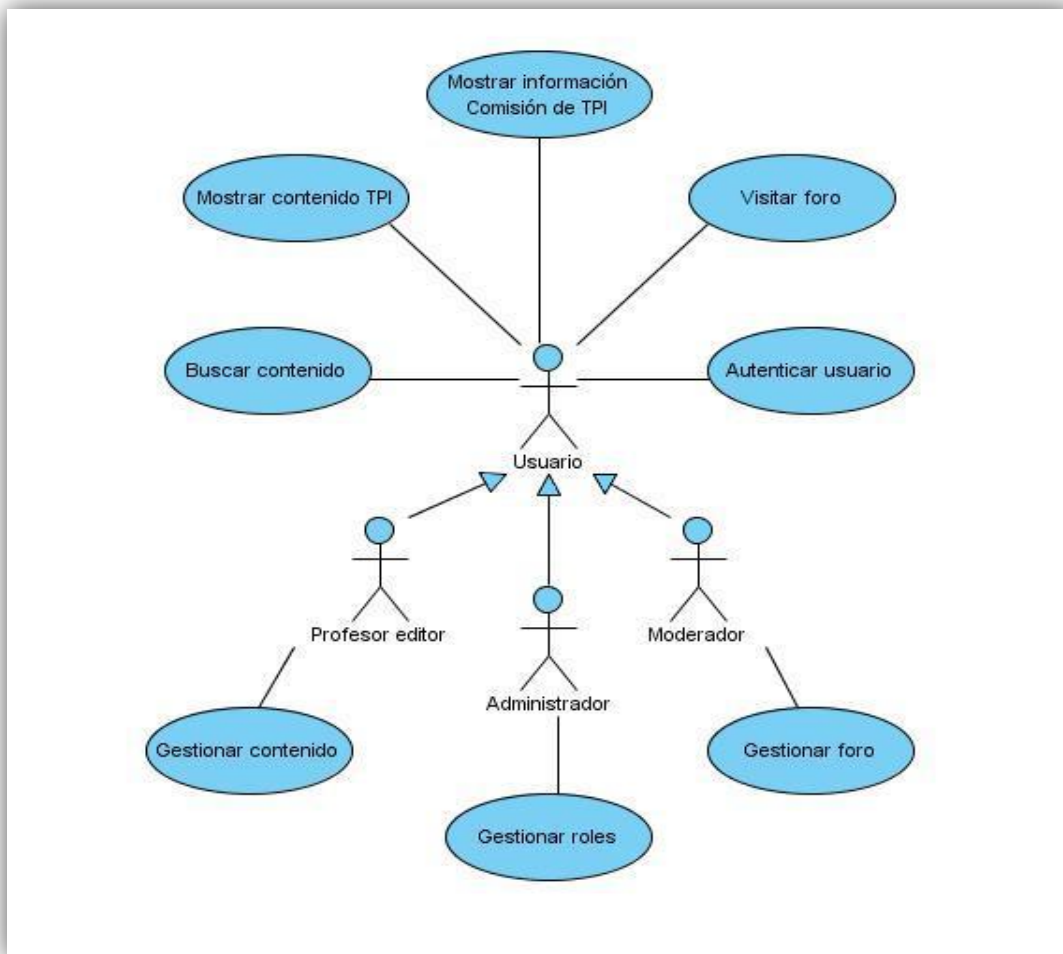 Mostrar información
Comisión de TPI
Mostrar contenido TPI
Visitar foro
Buscar contenido
Autenticar usuario
Usuario
Profesor editor
Moderador
Administrador
Gestionar contenido
Gestionar foro
Gestionar roles